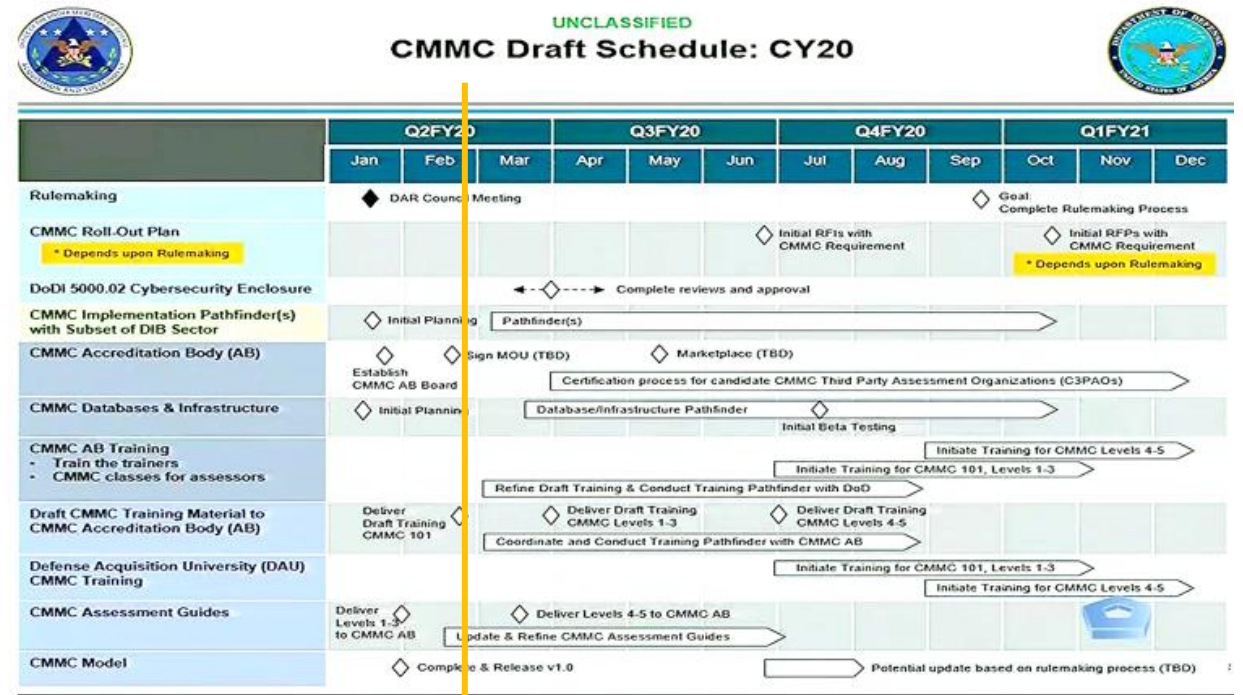 UNCLASSIFIED
CMMC Draft Schedule: CY20
Q2FY20 Q3FY20 Q4FY20 Q1FY21
Jan Feb Mar Apr May Jun Jul Aug Sep Oct Nov Dec
Rulemaking
DAR Council Meeting
Goal:
Complete Rulemaking Process
CMMC Roll-Out Plan
* Depends upon Rulemaking
Initial RFIs with
CMMC Requirement
Initial RFPs with
CMMC Requirement
* Depends upon Rulemaking
DoDI 5000.02 Cybersecurity Enclosure
Complete reviews and approval
CMMC Implementation Pathfinder(s)
with Subset of DIB Sector
Initial Planning
Pathfinder(s)
CMMC Accreditation Body (AB)
Establish
CMMC AB Board
Sign MOU (TBD)
Marketplace (TBD)
Certification process for candidate CMMC Third Party Assessment Organizations (C3PAOs)
CMMC Databases & Infrastructure
Initial Planning
Database/Infrastructure Pathfinder
Initial Beta Testing
CMMC AB Training
- Train the trainers
- CMMC classes for assessors
Initiate Training for CMMC Levels 4-5
Initiate Training for CMMC 101, Levels 1-3
Refine Draft Training & Conduct Training Pathfinder with DoD
Draft CMMC Training Material to
CMMC Accreditation Body (AB)
Deliver
Draft Training
CMMC 101
Deliver Draft Training
CMMC Levels 1-3
Deliver Draft Training
CMMC Levels 4-5
Coordinate and Conduct Training Pathfinder with CMMC AB
Defense Acquisition University (DAU)
CMMC Training
Initiate Training for CMMC 101, Levels 1-3
Initiate Training for CMMC Levels 4-5
CMMC Assessment Guides
Deliver
Levels 1-3
to CMMC AB
Deliver Levels 4-5 to CMMC AB
Update & Refine CMMC Assessment Guides
CMMC Model
Complete & Release v1.0
Potential update based on rulemaking process (TBD)